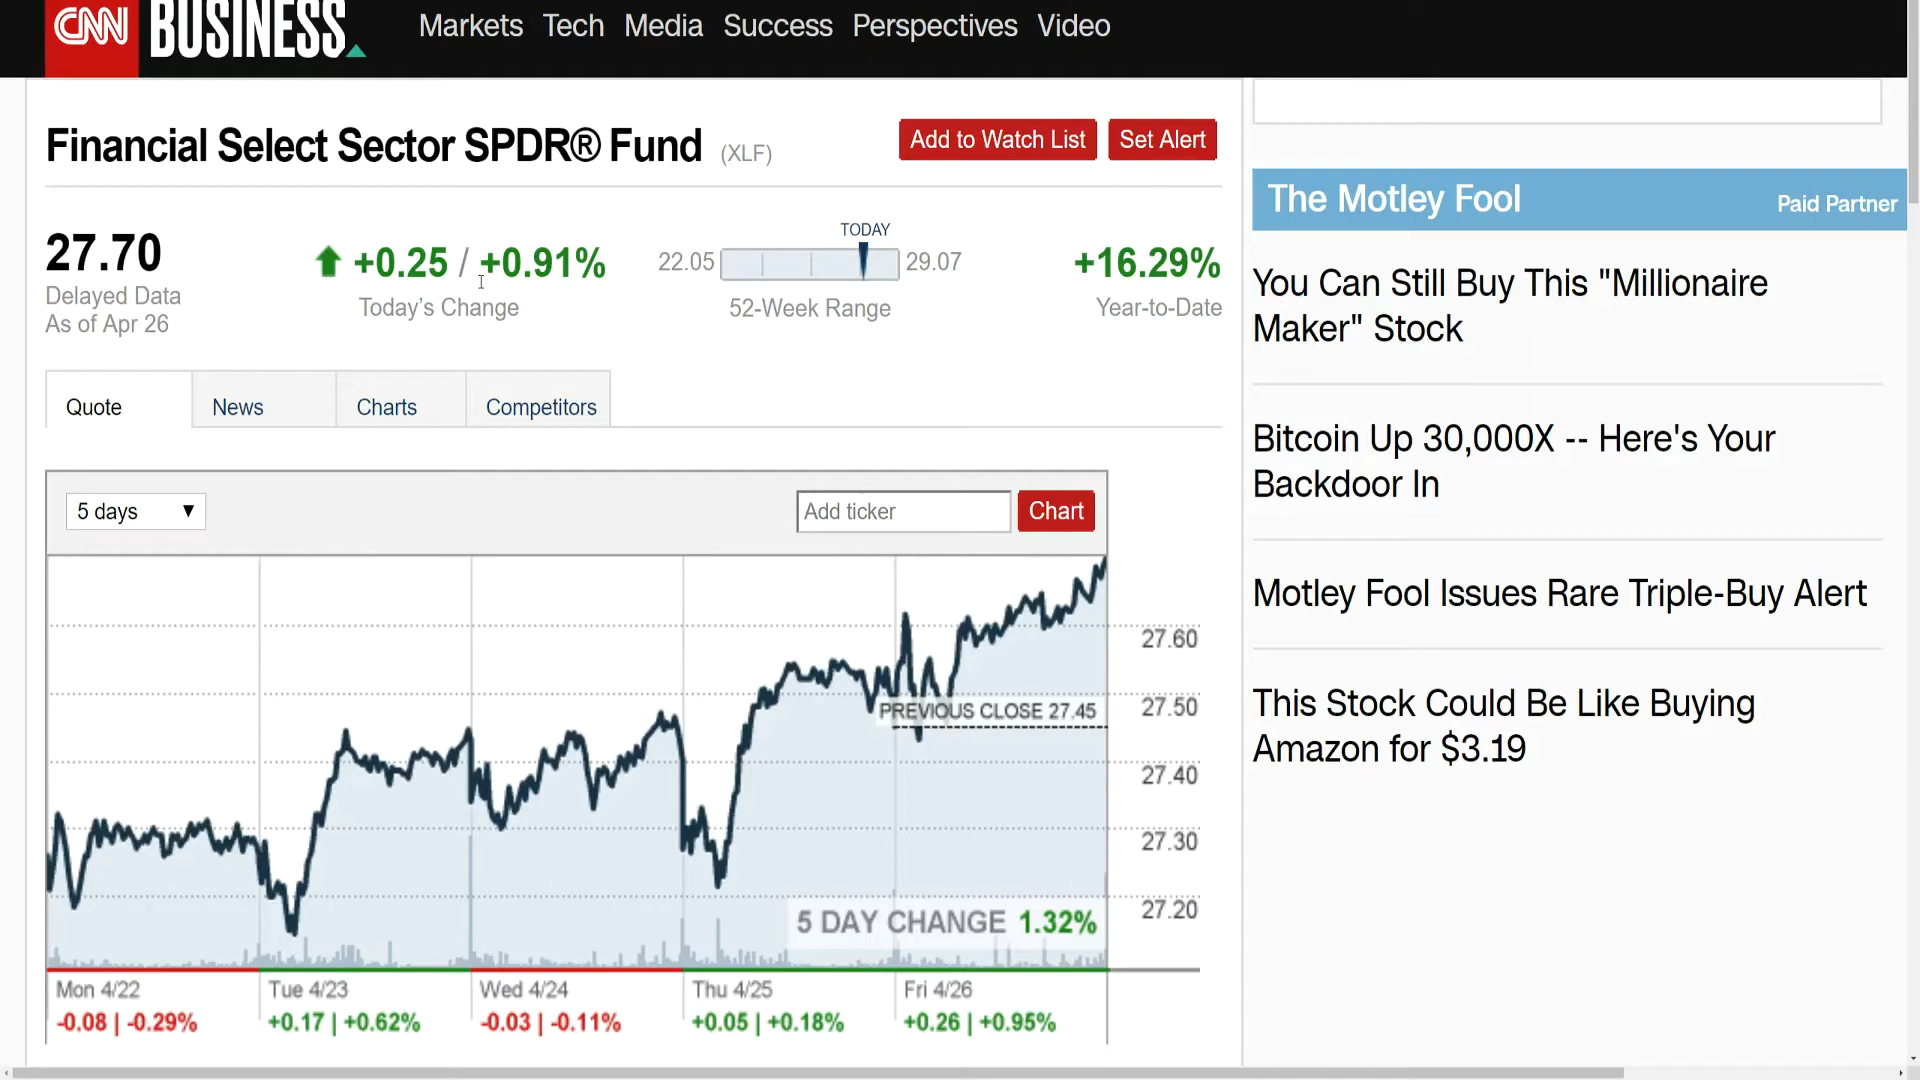 CNN BUSINESS
Markets Tech Media Success Perspectives Video
Financial Select Sector SPDR® Fund (XLF)
Add to Watch List
Set Alert
27.70
Delayed Data
As of Apr 26
+0.25 / +0.91%
Today's Change
TODAY
22.05 29.07
52-Week Range
+16.29%
Year-to-Date
Quote
News
Charts
Competitors
5 days ▼
Add ticker
Chart
27.60
27.50
27.40
27.30
27.20
PREVIOUS CLOSE 27.45
5 DAY CHANGE 1.32%
Mon 4/22
-0.08 | -0.29%
Tue 4/23
+0.17 | +0.62%
Wed 4/24
-0.03 | -0.11%
Thu 4/25
+0.05 | +0.18%
Fri 4/26
+0.26 | +0.95%
The Motley Fool
Paid Partner
You Can Still Buy This "Millionaire
Maker" Stock
Bitcoin Up 30,000X -- Here's Your
Backdoor In
Motley Fool Issues Rare Triple-Buy Alert
This Stock Could Be Like Buying
Amazon for $3.19